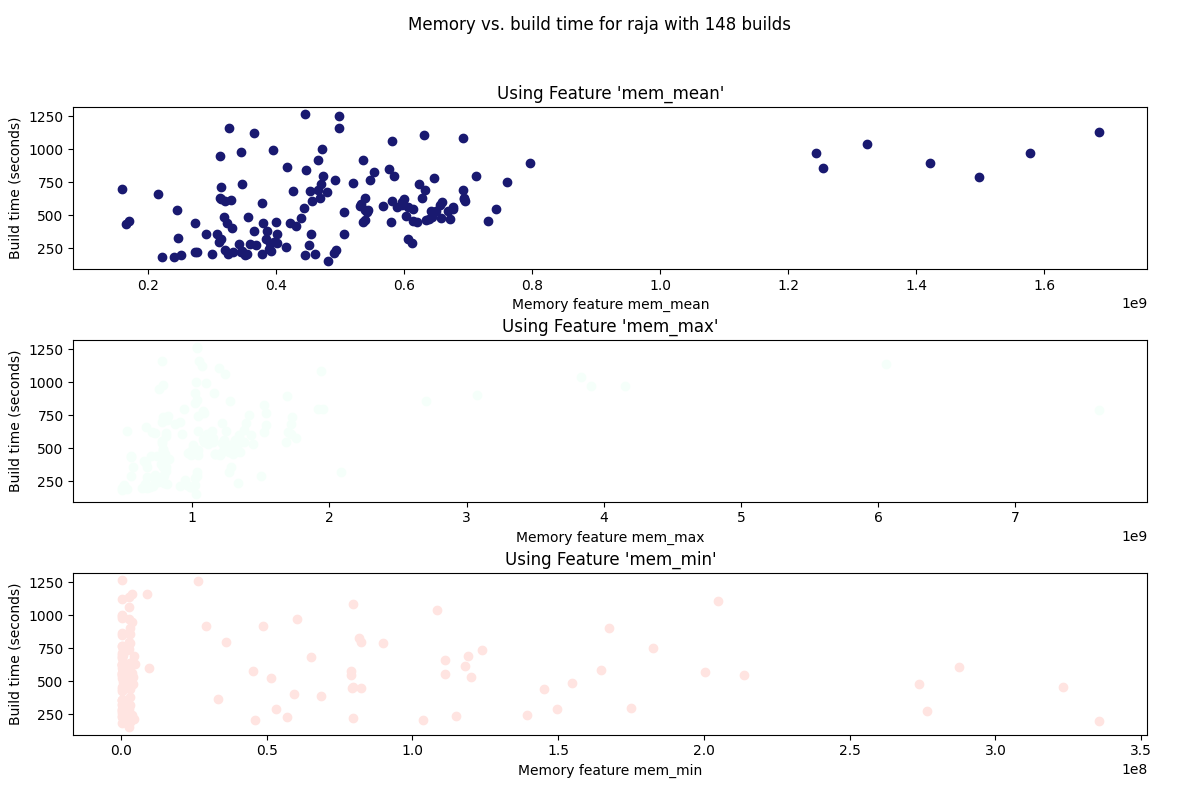 Memory vs. build time for raja with 148 builds
Using Feature 'mem_mean'
Build time (seconds)
1250
1000
750
500
250
0.2 0.4 0.6 0.8 1.0 1.2 1.4 1.6
1e9
Memory feature mem_mean
Using Feature 'mem_max'
Build time (seconds)
1250
1000
750
500
250
1 2 3 4 5 6 7
1e9
Memory feature mem_max
Using Feature 'mem_min'
Build time (seconds)
1250
1000
750
500
250
0.0 0.5 1.0 1.5 2.0 2.5 3.0 3.5
1e8
Memory feature mem_min